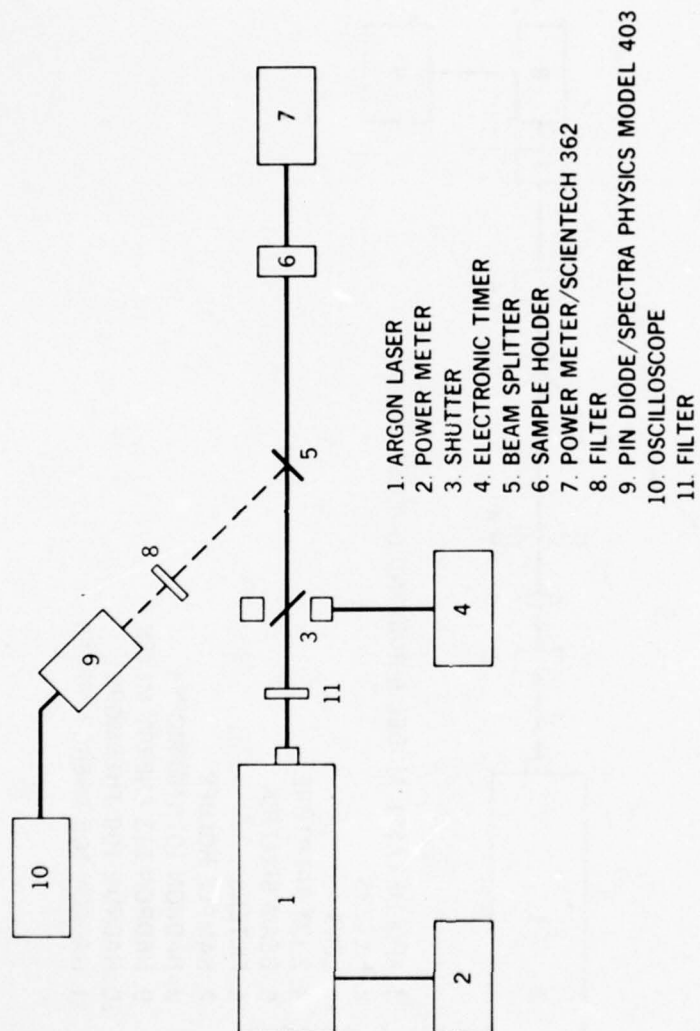 10
9
8
7
6
5
1
11
3
2
4
1. ARGON LASER
2. POWER METER
3. SHUTTER
4. ELECTRONIC TIMER
5. BEAM SPLITTER
6. SAMPLE HOLDER
7. POWER METER/SCIENTECH 362
8. FILTER
9. PIN DIODE/SPECTRA PHYSICS MODEL 403
10. OSCILLOSCOPE
11. FILTER